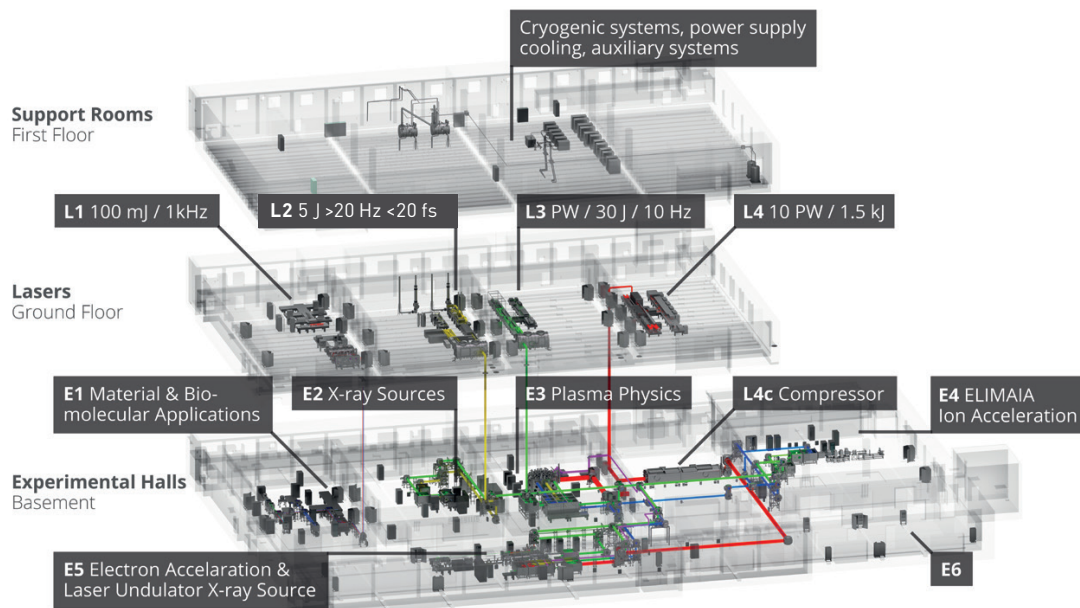 Cryogenic systems, power supply
cooling, auxiliary systems
Support Rooms
First Floor
L1 100 mJ / 1kHz
L2 5 J >20 Hz <20 fs
L3 PW / 30 J / 10 Hz
L4 10 PW / 1.5 kJ
Lasers
Ground Floor
E1 Material & Bio-
molecular Applications
E2 X-ray Sources
E3 Plasma Physics
L4c Compressor
E4 ELIMAIA
Ion Acceleration
Experimental Halls
Basement
E5 Electron Accelaration &
Laser Undulator X-ray Source
E6